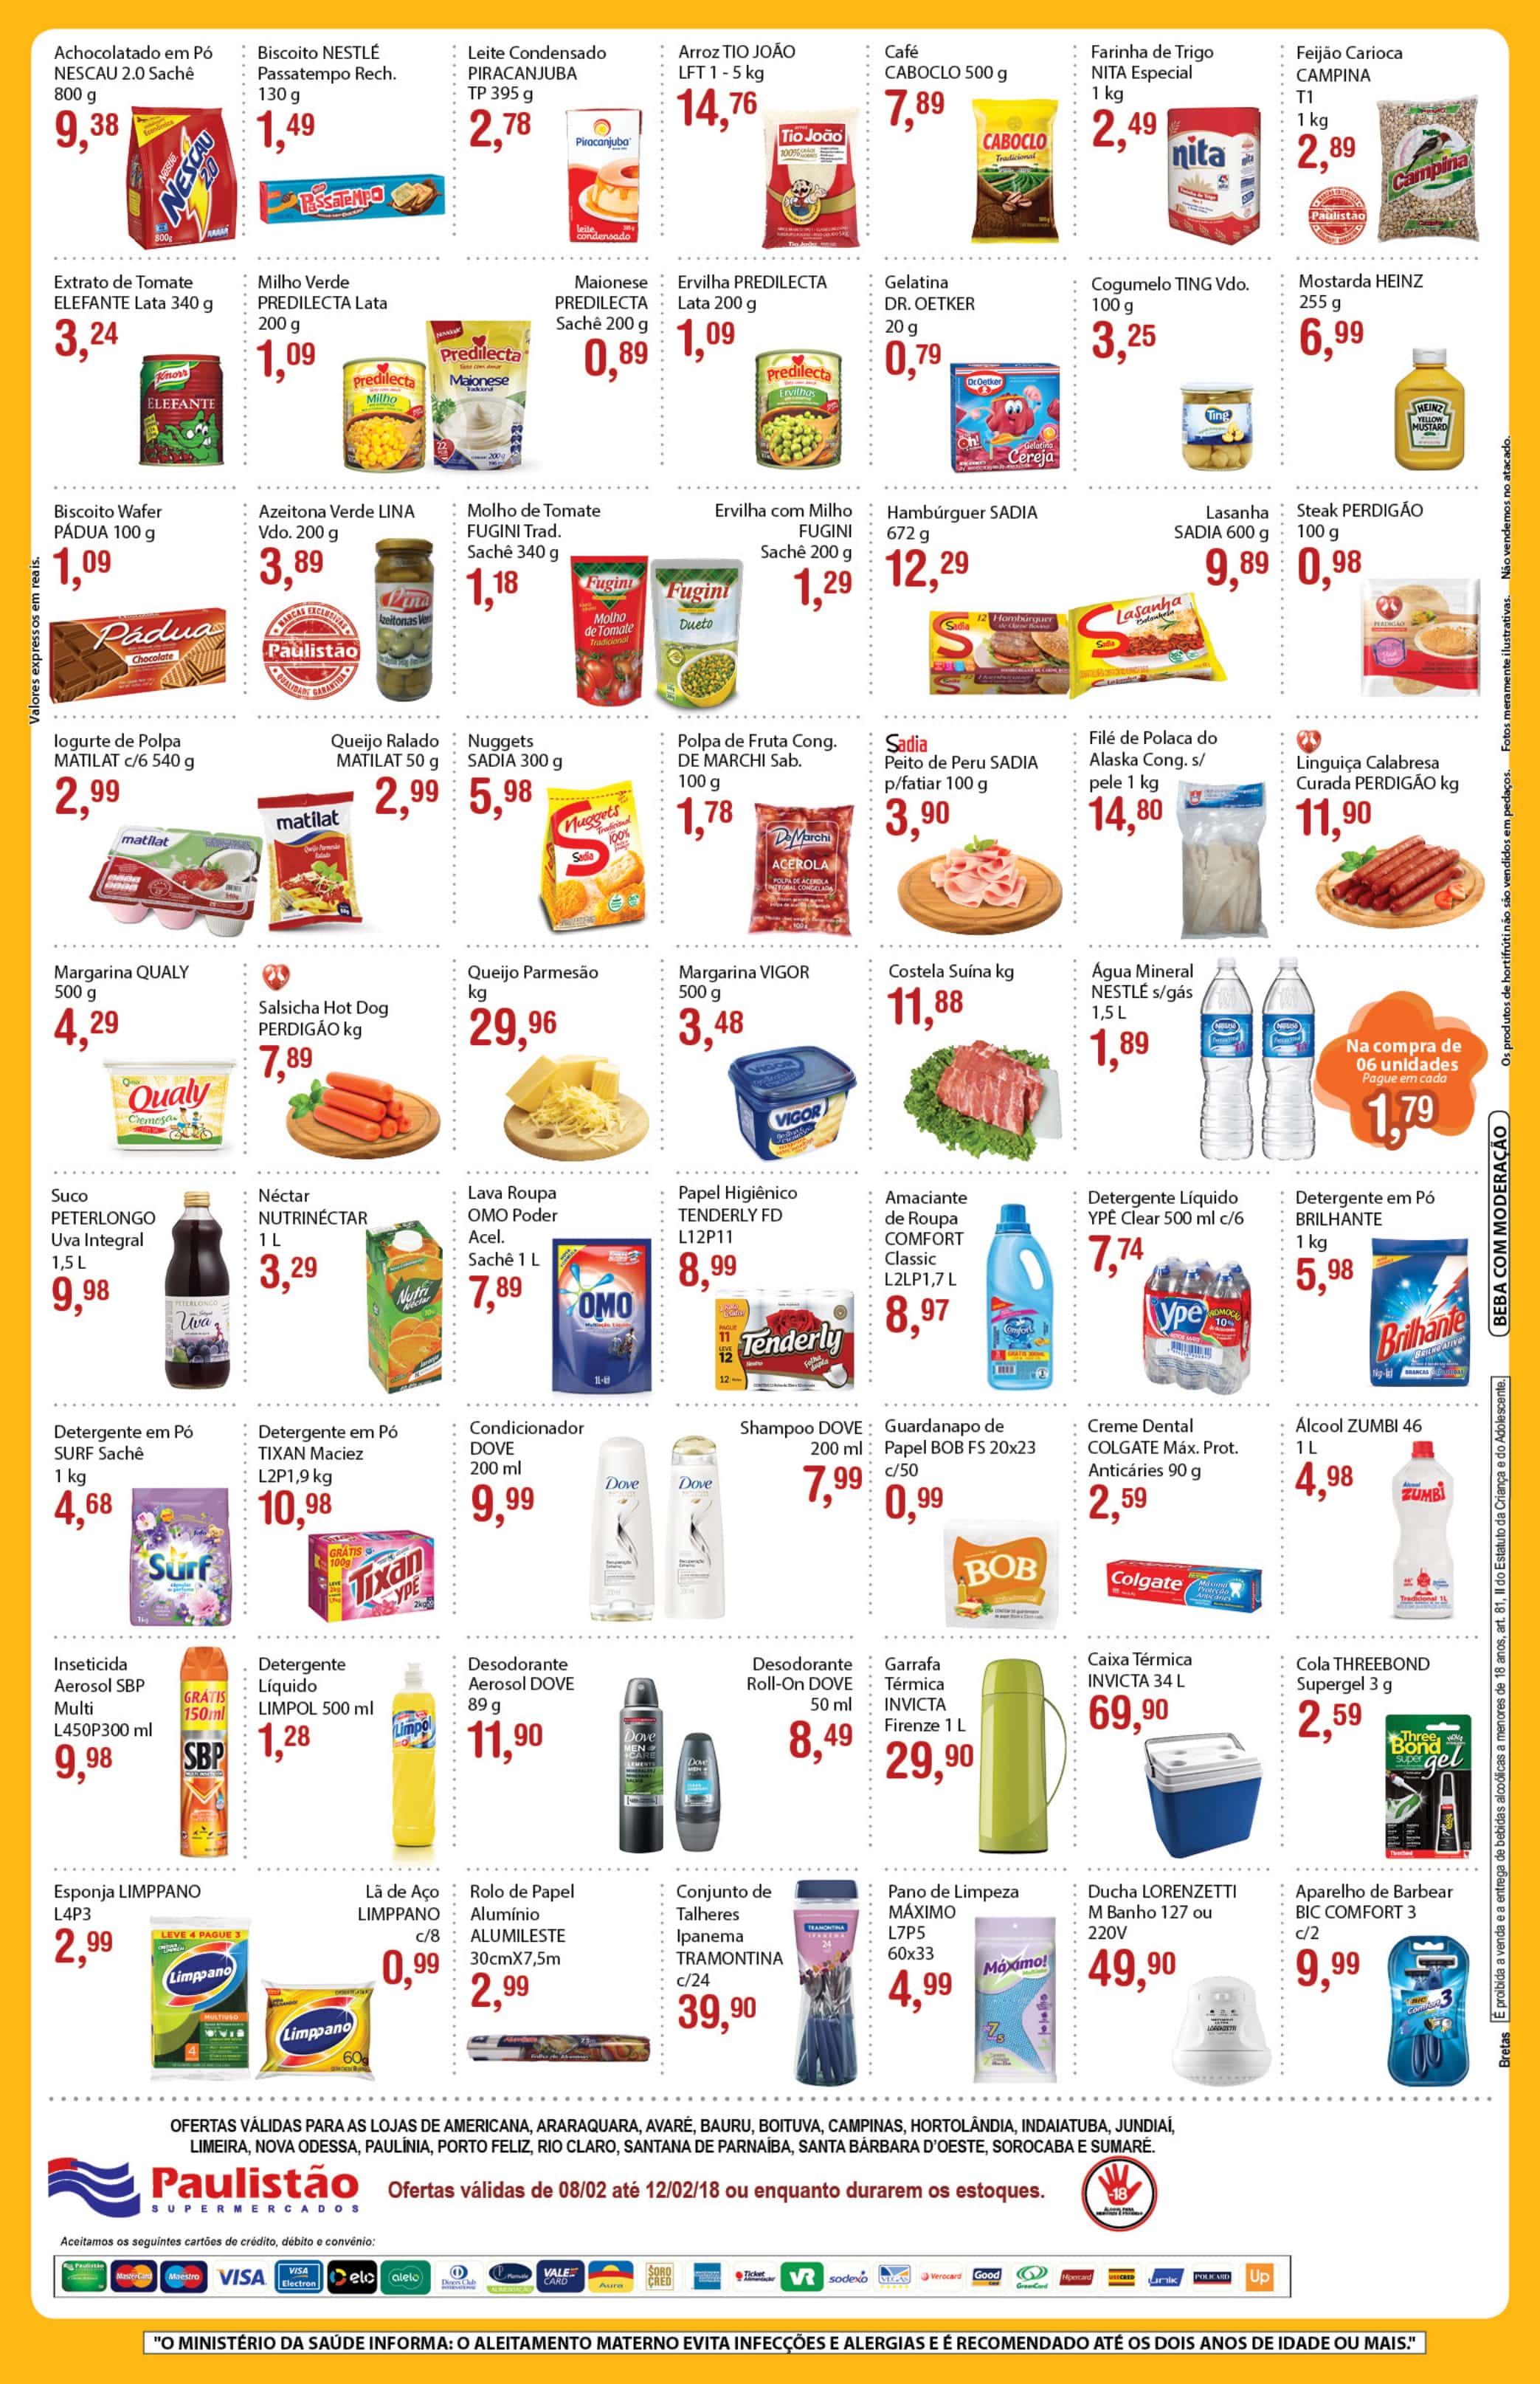 Achocolatado em Pó
NESCAU 2.0 Sachê
800 g
9,38
Biscoito NESTLÉ
Passatempo Rech.
130 g
1,49
Leite Condensado
PIRACANJUBA
TP 395 g
2,78
Arroz TIO JOÃO
LFT 1 - 5 kg
14,76
Café
CABOCLO 500 g
7,89
Farinha de Trigo
NITA Especial
1 kg
2,49
Feijão Carioca
CAMPINA
T1
1 kg
2,89
Extrato de Tomate
ELEFANTE Lata 340 g
3,24
Milho Verde
PREDILECTA Lata
200 g
1,09
Maionese
PREDILECTA
Sachê 200 g
0,89
Ervilha PREDILECTA
Lata 200 g
1,09
Gelatina
DR. OETKER
20 g
0,79
Cogumelo TING Vdo.
100 g
3,25
Mostarda HEINZ
255 g
6,99
Biscoito Wafer
PÁDUA 100 g
1,09
Azeitona Verde LINA
Vdo. 200 g
3,89
Molho de Tomate
FUGINI Trad.
Sachê 340 g
1,18
Ervilha com Milho
FUGINI
Sachê 200 g
1,29
Hambúrguer SADIA
672 g
12,29
Lasanha
SADIA 600 g
9,89
Steak PERDIGÃO
100 g
0,98
Iogurte de Polpa
MATILAT c/6 540 g
2,99
Queijo Ralado
MATILAT 50 g
2,99
Nuggets
SADIA 300 g
5,98
Polpa de Fruta Cong.
DE MARCHI Sab.
100 g
1,78
Sadia
Peito de Peru SADIA
p/fatiar 100 g
3,90
Filé de Polaca do
Alaska Cong. s/
pele 1 kg
14,80
Linguiça Calabresa
Curada PERDIGÃO kg
11,90
Margarina QUALY
500 g
4,29
Salsicha Hot Dog
PERDIGÃO kg
7,89
Queijo Parmesão
kg
29,96
Margarina VIGOR
500 g
3,48
Costela Suína kg
11,88
Água Mineral
NESTLÉ s/gás
1,5 L
1,89
Na compra de
06 unidades
Pague em cada
1,79
Suco
PETERLONGO
Uva Integral
1,5 L
9,98
Néctar
NUTRINÉCTAR
1 L
3,29
Lava Roupa
OMO Poder
Acel.
Sachê 1 L
7,89
Papel Higiênico
TENDERLY FD
L12P11
8,99
Amaciante
de Roupa
COMFORT
Classic
L2LP1,7 L
8,97
Detergente Líquido
YPÊ Clear 500 ml c/6
7,74
Detergente em Pó
BRILHANTE
1 kg
5,98
Detergente em Pó
SURF Sachê
1 kg
4,68
Detergente em Pó
TIXAN Maciez
L2P1,9 kg
10,98
Condicionador
DOVE
200 ml
9,99
Shampoo DOVE
200 ml
7,99
Guardanapo de
Papel BOB FS 20x23
c/50
0,99
Creme Dental
COLGATE Máx. Prot.
Anticáries 90 g
2,59
Álcool ZUMBI 46
1 L
4,98
Inseticida
Aerosol SBP
Multi
L450P300 ml
9,98
Detergente
Líquido
LIMPOL 500 ml
1,28
Desodorante
Aerosol DOVE
89 g
11,90
Desodorante
Roll-On DOVE
50 ml
8,49
Garrafa
Térmica
INVICTA
Firenze 1 L
29,90
Caixa Térmica
INVICTA 34 L
69,90
Cola THREEBOND
Supergel 3 g
2,59
Esponja LIMPPANO
L4P3
2,99
Lã de Aço
LIMPPANO
c/8
0,99
Rolo de Papel
Alumínio
ALUMILESTE
30cmX7,5m
2,99
Conjunto de
Talheres
Ipanema
TRAMONTINA
c/24
39,90
Pano de Limpeza
MÁXIMO
L7P5
60x33
4,99
Ducha LORENZETTI
M Banho 127 ou
220V
49,90
Aparelho de Barbear
BIC COMFORT 3
c/2
9,99
Valores expressos em reais.
Os produtos de hortifrúti não são vendidos em pedaços. Fotos meramente ilustrativas. Não vendemos no atacado.
BEBA COM MODERAÇÃO
Bretas
É proibida a venda e a entrega de bebidas alcoólicas a menores de 18 anos, art. 81, II do Estatuto da Criança e do Adolescente.
OFERTAS VÁLIDAS PARA AS LOJAS DE AMERICANA, ARARAQUARA, AVARÉ, BAURU, BOITUVA, CAMPINAS, HORTOLÂNDIA, INDAIATUBA, JUNDIAÍ,
LIMEIRA, NOVA ODESSA, PAULÍNIA, PORTO FELIZ, RIO CLARO, SANTANA DE PARNAÍBA, SANTA BÁRBARA D'OESTE, SOROCABA E SUMARÉ.
Paulistão
SUPERMERCADOS
Ofertas válidas de 08/02 até 12/02/18 ou enquanto durarem os estoques.
-18
Aceitamos os seguintes cartões de crédito, débito e convênio:
MasterCard Maestro VISA VISA Electron elo alelo VALE CARD Aura SORO CRED Ticket VR sodexo VEGAS Verocard Good Card GreenCard Hipercard Unik POLICARD Up
"O MINISTÉRIO DA SAÚDE INFORMA: O ALEITAMENTO MATERNO EVITA INFECÇÕES E ALERGIAS E É RECOMENDADO ATÉ OS DOIS ANOS DE IDADE OU MAIS."